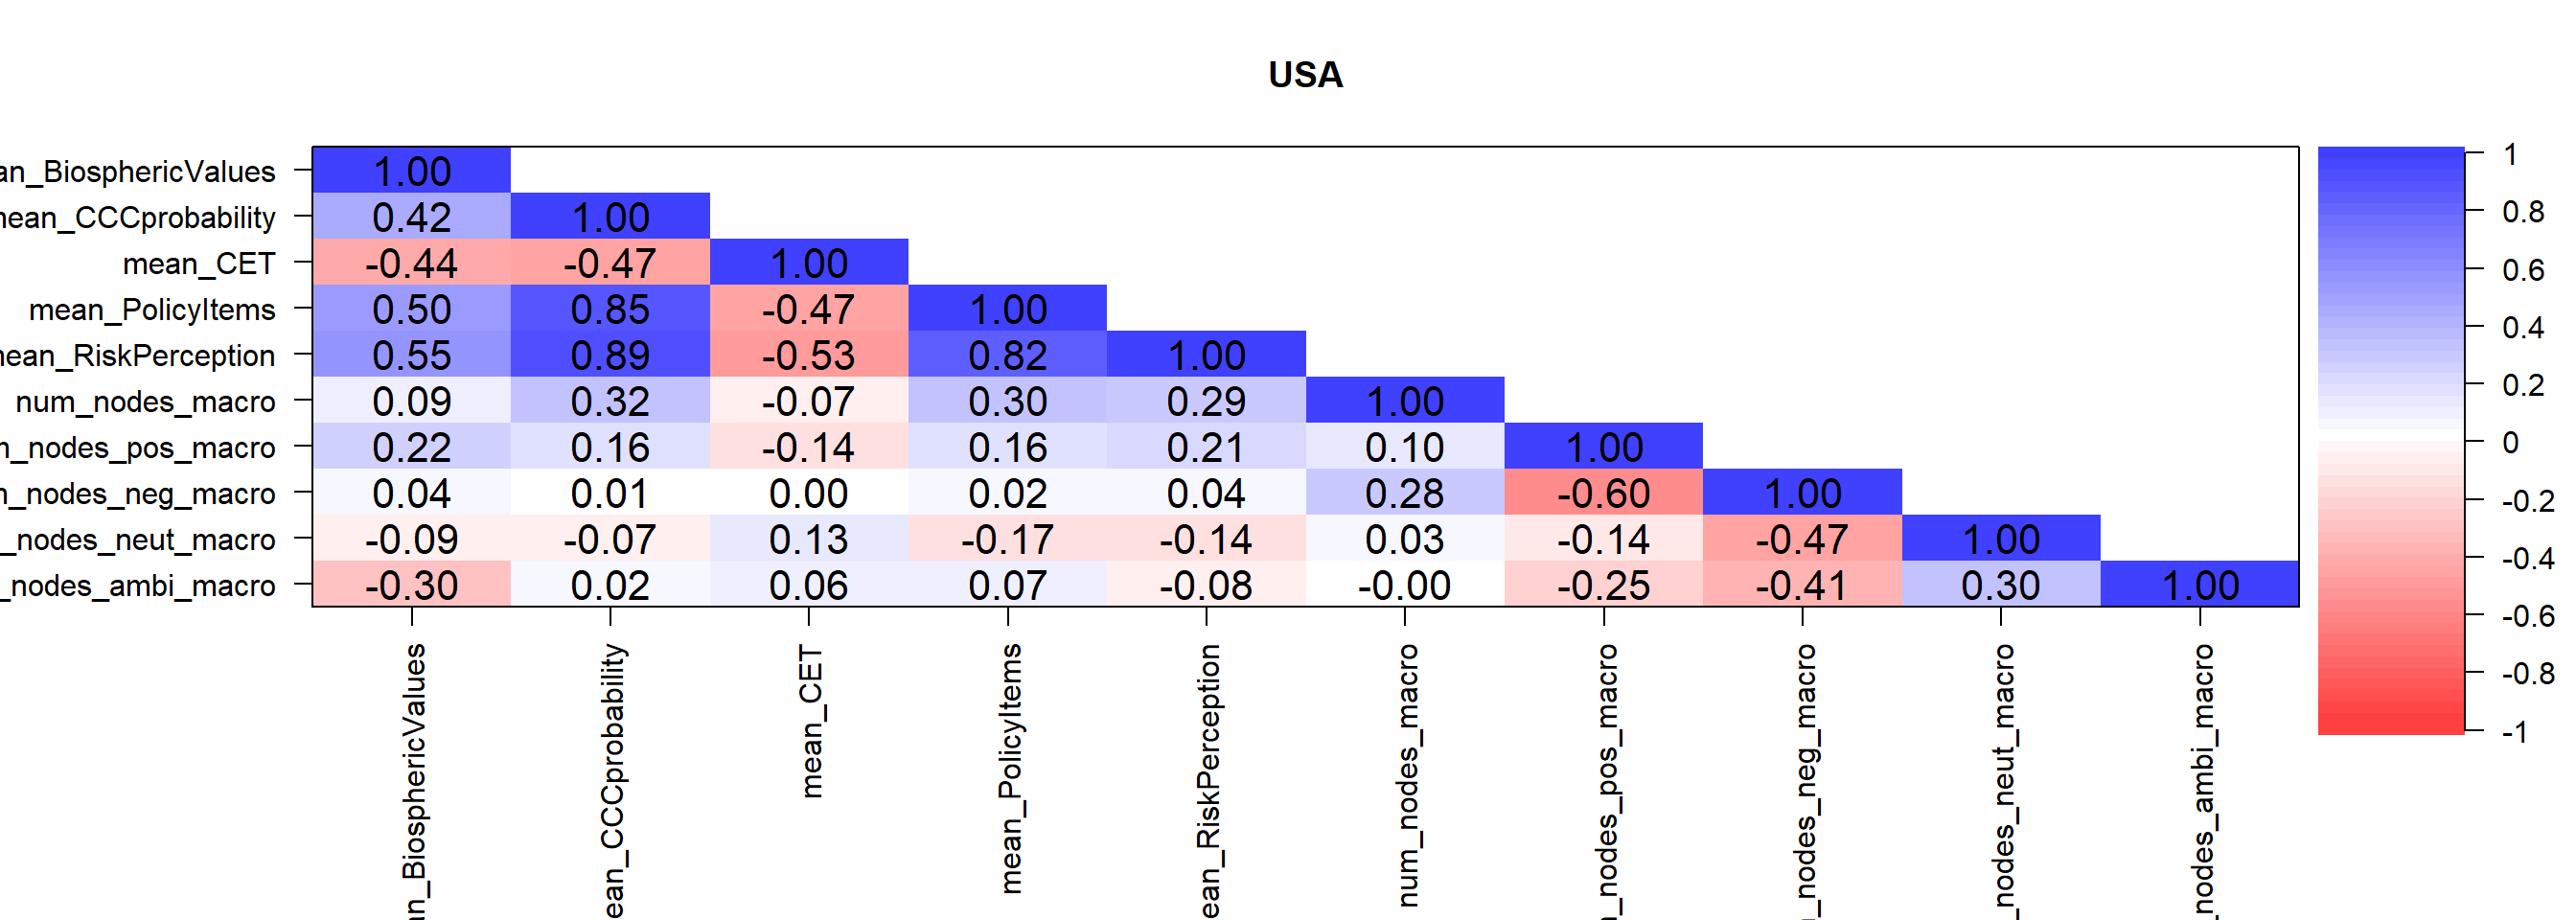 USA
an_BiosphericValues 1.00
nean_CCCprobability 0.42 1.00
mean_CET -0.44 -0.47 1.00
mean_PolicyItems 0.50 0.85 -0.47 1.00
nean_RiskPerception 0.55 0.89 -0.53 0.82 1.00
num_nodes_macro 0.09 0.32 -0.07 0.30 0.29 1.00
n_nodes_pos_macro 0.22 0.16 -0.14 0.16 0.21 0.10 1.00
n_nodes_neg_macro 0.04 0.01 0.00 0.02 0.04 0.28 -0.60 1.00
_nodes_neut_macro -0.09 -0.07 0.13 -0.17 -0.14 0.03 -0.14 -0.47 1.00
_nodes_ambi_macro -0.30 0.02 0.06 0.07 -0.08 -0.00 -0.25 -0.41 0.30 1.00
an_BiosphericValues
ean_CCCprobability
mean_CET
mean_PolicyItems
ean_RiskPerception
num_nodes_macro
n_nodes_pos_macro
_nodes_neg_macro
_nodes_neut_macro
_nodes_ambi_macro
1
0.8
0.6
0.4
0.2
0
-0.2
-0.4
-0.6
-0.8
-1